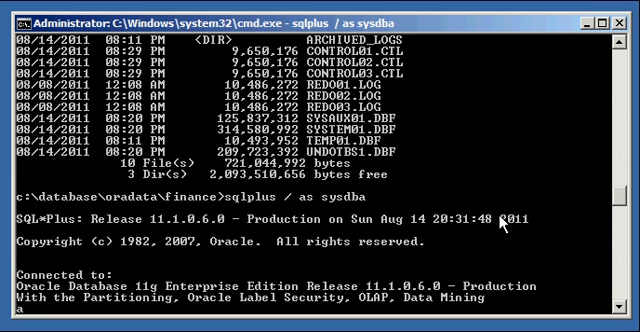 Administrator: C:\Windows\system32\cmd.exe - sqlplus / as sysdba
08/14/2011 08:11 PM <DIR> ARCHIVED_LOGS
08/14/2011 08:29 PM 9,650,176 CONTROL01.CTL
08/14/2011 08:29 PM 9,650,176 CONTROL02.CTL
08/14/2011 08:29 PM 9,650,176 CONTROL03.CTL
08/08/2011 12:08 AM 10,486,272 REDO01.LOG
08/08/2011 12:08 AM 10,486,272 REDO02.LOG
08/08/2011 12:08 AM 10,486,272 REDO03.LOG
08/14/2011 08:20 PM 125,837,312 SYSAUX01.DBF
08/14/2011 08:20 PM 314,580,992 SYSTEM01.DBF
08/14/2011 08:11 PM 10,493,952 TEMP01.DBF
08/14/2011 08:20 PM 209,723,392 UNDOTBS1.DBF
10 File(s) 721,044,992 bytes
3 Dir(s) 2,093,510,656 bytes free
c:\database\oradata\finance>sqlplus / as sysdba
SQL*Plus: Release 11.1.0.6.0 - Production on Sun Aug 14 20:31:48 2011
Copyright (c) 1982, 2007, Oracle. All rights reserved.
Connected to:
Oracle Database 11g Enterprise Edition Release 11.1.0.6.0 - Production
With the Partitioning, Oracle Label Security, OLAP, Data Mining
a